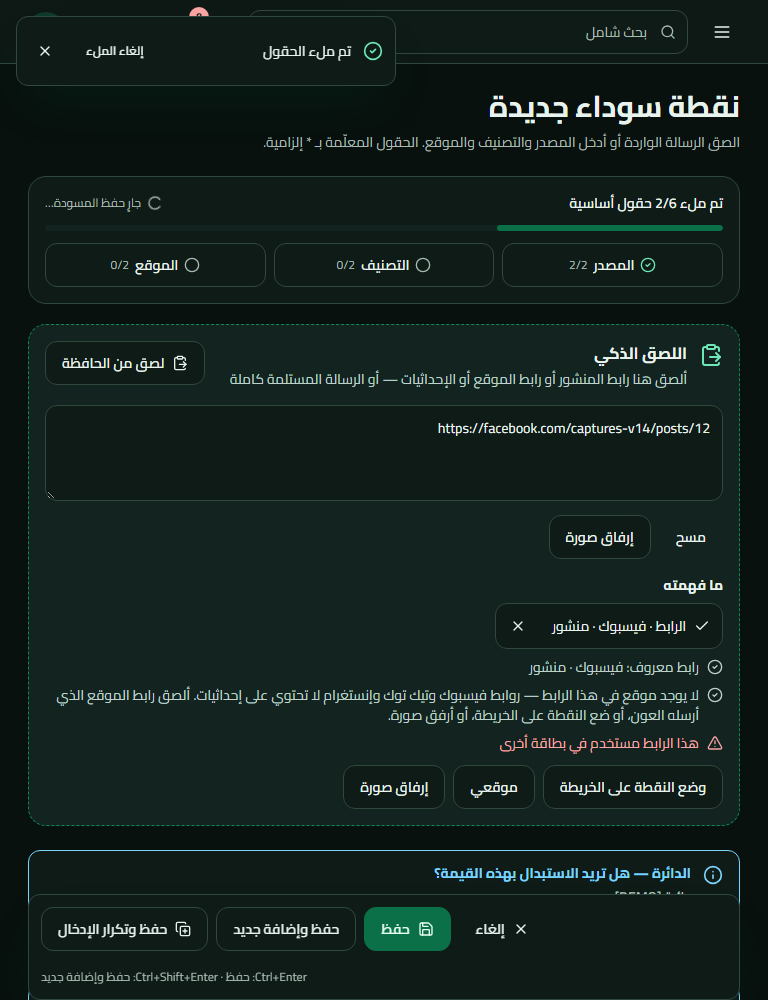 بحث شامل
تم ملء الحقول
إلغاء الملء
نقطة سوداء جديدة
الصق الرسالة الواردة أو أدخل المصدر والتصنيف والموقع. الحقول المعلّمة بـ * إلزامية.
تم ملء 2/6 حقول أساسية
جارٍ حفظ المسودة...
المصدر 2/2
التصنيف 0/2
الموقع 0/2
اللصق الذكي
ألصق هنا رابط المنشور أو رابط الموقع أو الإحداثيات — أو الرسالة المستلمة كاملة
لصق من الحافظة
https://facebook.com/captures-v14/posts/12
مسح
إرفاق صورة
ما فهمته
الرابط · فيسبوك · منشور
رابط معروف: فيسبوك · منشور
لا يوجد موقع في هذا الرابط — روابط فيسبوك وتيك توك وإنستغرام لا تحتوي على إحداثيات. ألصق رابط الموقع الذي
أرسله العون، أو ضع النقطة على الخريطة، أو أرفق صورة.
هذا الرابط مستخدم في بطاقة أخرى
وضع النقطة على الخريطة
موقعي
إرفاق صورة
الدائرة — هل تريد الاستبدال بهذه القيمة؟
إلغاء
حفظ
حفظ وإضافة جديد
حفظ وتكرار الإدخال
Ctrl+Enter: حفظ · Ctrl+Shift+Enter: حفظ وإضافة جديد